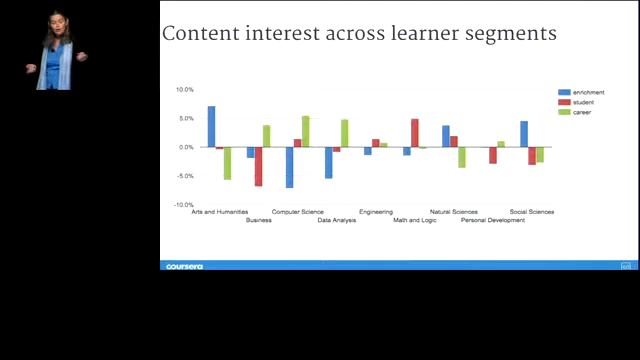 Content interest across learner segments
10.0%
5.0%
0.0%
-5.0%
-10.0%
enrichment
student
career
Arts and Humanities
Business
Computer Science
Data Analysis
Engineering
Math and Logic
Natural Sciences
Personal Development
Social Sciences
coursera